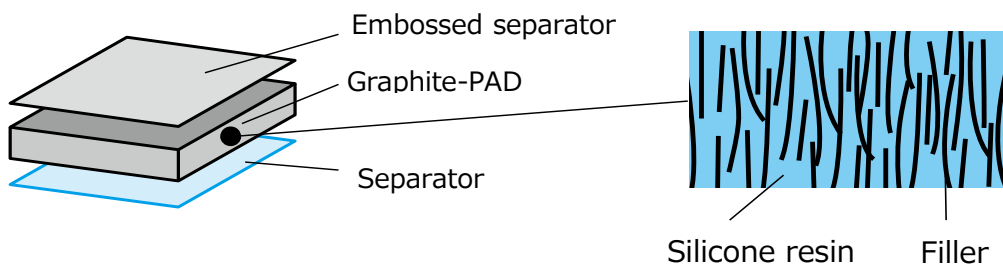 Embossed separator
Graphite-PAD
Separator
Silicone resin
Filler